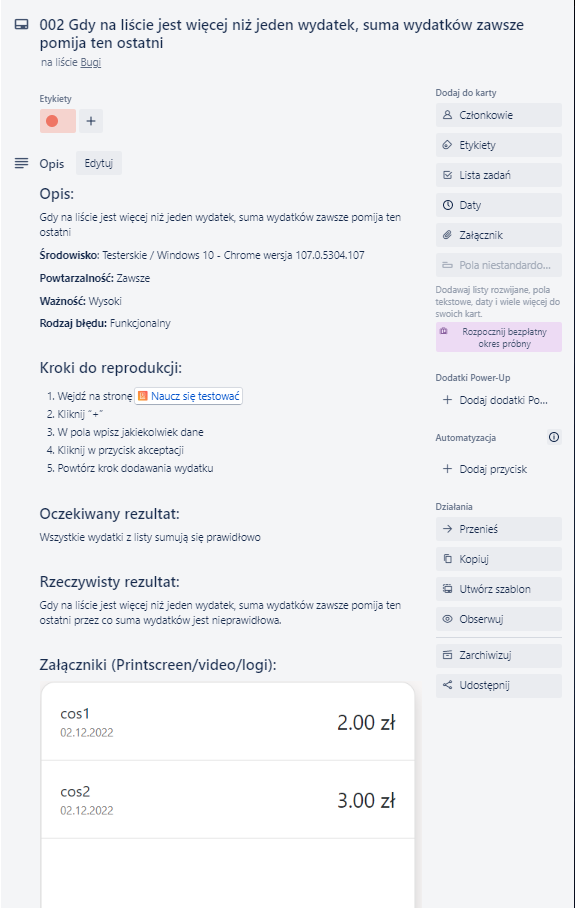 002 Gdy na liście jest więcej niż jeden wydatek, suma wydatków zawsze
pomija ten ostatni
na liście Bugi
Etykiety
+
Opis
Edytuj
Opis:
Gdy na liście jest więcej niż jeden wydatek, suma wydatków zawsze pomija ten
ostatni
Środowisko: Testerskie / Windows 10 - Chrome wersja 107.0.5304.107
Powtarzalność: Zawsze
Ważność: Wysoki
Rodzaj błędu: Funkcjonalny
Kroki do reprodukcji:
1. Wejdź na stronę Naucz się testować
2. Kliknij "+"
3. W pola wpisz jakiekolwiek dane
4. Kliknij w przycisk akceptacji
5. Powtórz krok dodawania wydatku
Oczekiwany rezultat:
Wszystkie wydatki z listy sumują się prawidłowo
Rzeczywisty rezultat:
Gdy na liście jest więcej niż jeden wydatek, suma wydatków zawsze pomija ten
ostatni przez co suma wydatków jest nieprawidłowa.
Załączniki (Printscreen/video/logi):
cos1
02.12.2022
2.00 zł
cos2
02.12.2022
3.00 zł
Dodaj do karty
Członkowie
Etykiety
Lista zadań
Daty
Załącznik
Pola niestandardo...
Dodawaj listy rozwijane, pola
tekstowe, daty i wiele więcej do
swoich kart.
Rozpocznij bezpłatny
okres próbny
Dodatki Power-Up
+ Dodaj dodatki Po...
Automatyzacja
+ Dodaj przycisk
Działania
Przenieś
Kopiuj
Utwórz szablon
Obserwuj
Zarchiwizuj
Udostępnij